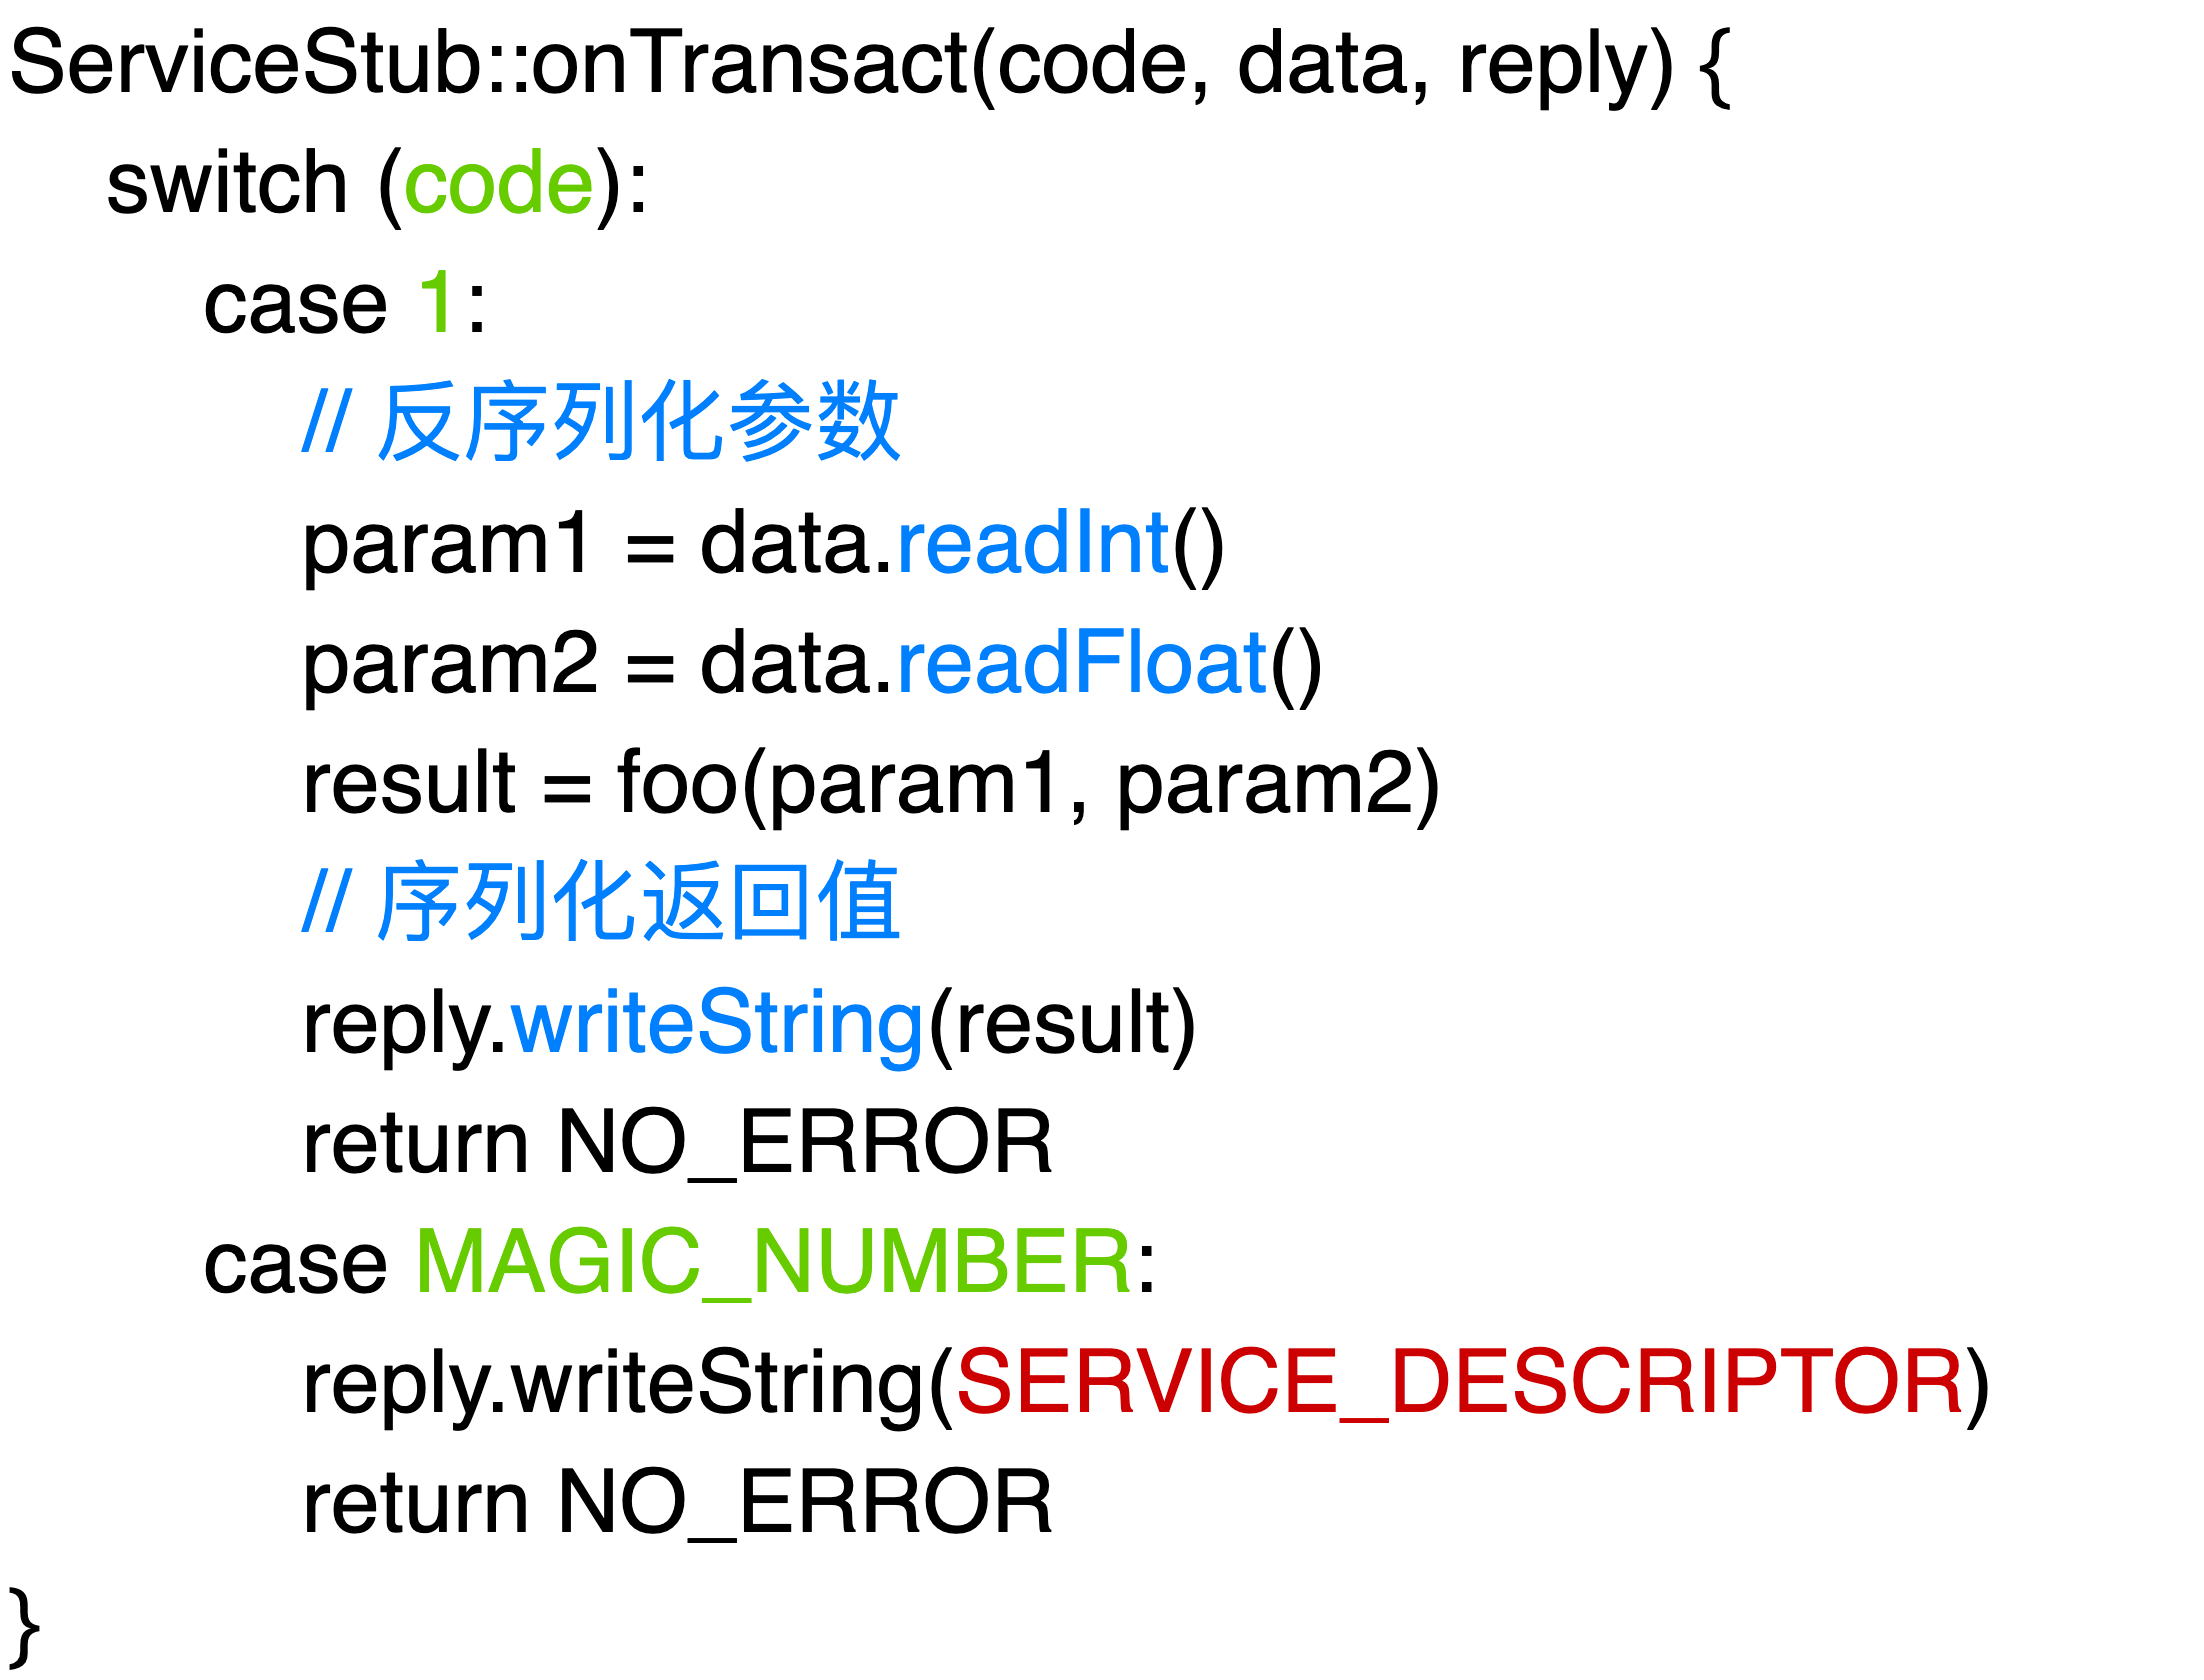 ServiceStub::onTransact(code, data, reply) {
switch (code):
case 1:
// 反序列化参数
param1 = data.readInt()
param2 = data.readFloat()
result = foo(param1, param2)
// 序列化返回值
reply.writeString(result)
return NO_ERROR
case MAGIC_NUMBER:
reply.writeString(SERVICE_DESCRIPTOR)
return NO_ERROR
}